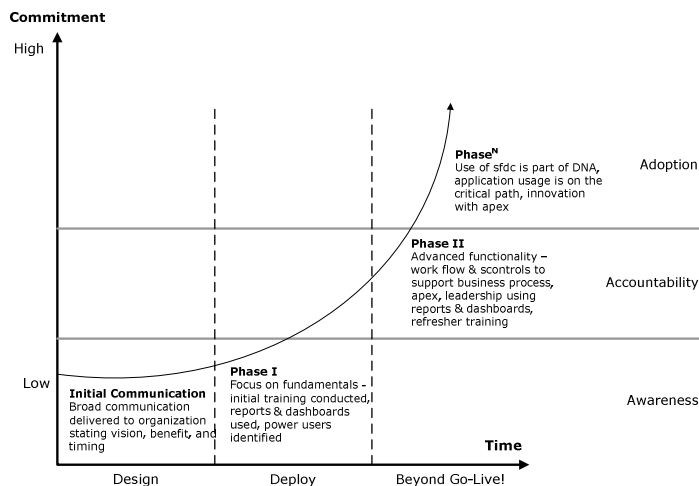 Commitment
High
Phase^N
Use of sfdc is part of DNA,
application usage is on the
critical path, innovation
with apex
Adoption
Phase II
Advanced functionality –
work flow & scontrols to
support business process,
apex, leadership using
reports & dashboards,
refresher training
Accountability
Low
Initial Communication
Broad communication
delivered to organization
stating vision, benefit, and
timing
Phase I
Focus on fundamentals -
initial training conducted,
reports & dashboards
used, power users
identified
Awareness
Time
Design
Deploy
Beyond Go-Live!